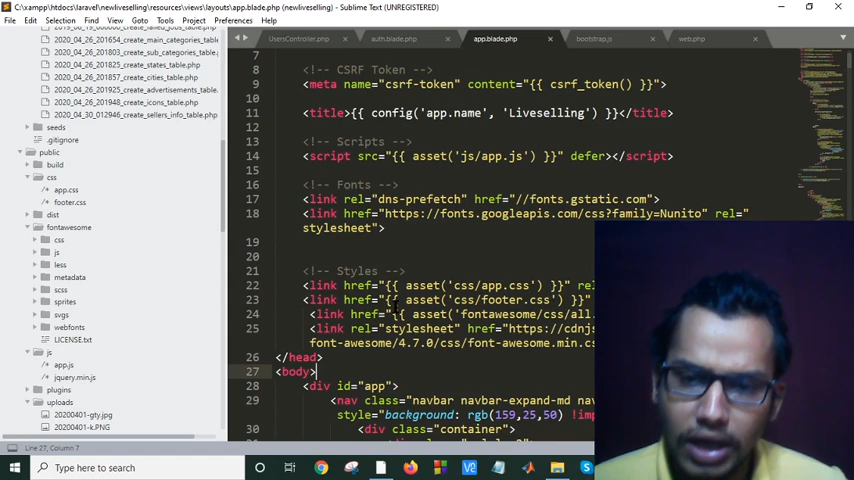 C:\xampp\htdocs\laravel\newliveselling\resources\views\layouts\app.blade.php - Sublime Text (UNREGISTERED)
File Edit Selection Find View Goto Tools Project Preferences Help
UsersController.php auth.blade.php app.blade.php bootstrap.js web.php
2019_08_19_000000_create_failed_jobs_table.php
2020_04_26_201648_create_main_categories_table.
2020_04_26_201803_create_sub_categories_table.p
2020_04_26_201825_create_states_table.php
2020_04_26_201857_create_cities_table.php
2020_04_26_201925_create_advertisements_table.
2020_04_26_201948_create_icons_table.php
2020_04_30_012946_create_sellers_info_table.php
seeds
.gitignore
public
build
css
app.css
footer.css
dist
fontawesome
css
js
less
metadata
scss
sprites
svgs
webfonts
LICENSE.txt
js
app.js
jquery.min.js
plugins
uploads
20200401-gty.jpg
20200401-k.PNG
7
8 <!-- CSRF Token -->
9 <meta name="csrf-token" content="{{ csrf_token() }}">
10
11 <title>{{ config('app.name', 'Liveselling') }}</title>
12
13 <!-- Scripts -->
14 <script src="{{ asset('js/app.js') }}" defer></script>
15
16 <!-- Fonts -->
17 <link rel="dns-prefetch" href="//fonts.gstatic.com">
18 <link href="https://fonts.googleapis.com/css?family=Nunito" rel="
stylesheet">
19
20
21 <!-- Styles -->
22 <link href="{{ asset('css/app.css') }}" rel
23 <link href="{{ asset('css/footer.css') }}"
24 <link href="{{ asset('fontawesome/css/all.
25 <link rel="stylesheet" href="https://cdnj
font-awesome/4.7.0/css/font-awesome.min.cs
26 </head>
27 <body>
28 <div id="app">
29 <nav class="navbar navbar-expand-md nav
style="background: rgb(159,25,50) !imp
30 <div class="container">
Line 27, Column 7
Type here to search